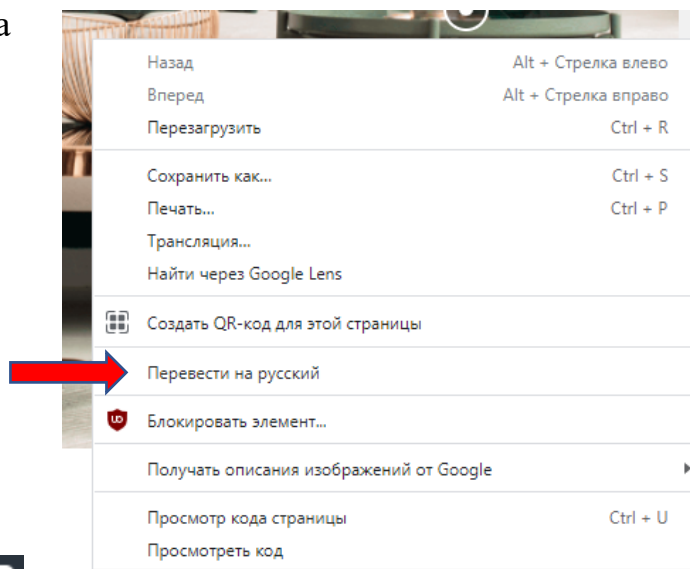 а
Назад Alt + Стрелка влево
Вперед Alt + Стрелка вправо
Перезагрузить Ctrl + R
Сохранить как... Ctrl + S
Печать... Ctrl + P
Трансляция...
Найти через Google Lens
Создать QR-код для этой страницы
Перевести на русский
Блокировать элемент...
Получать описания изображений от Google
Просмотр кода страницы Ctrl + U
Просмотреть код